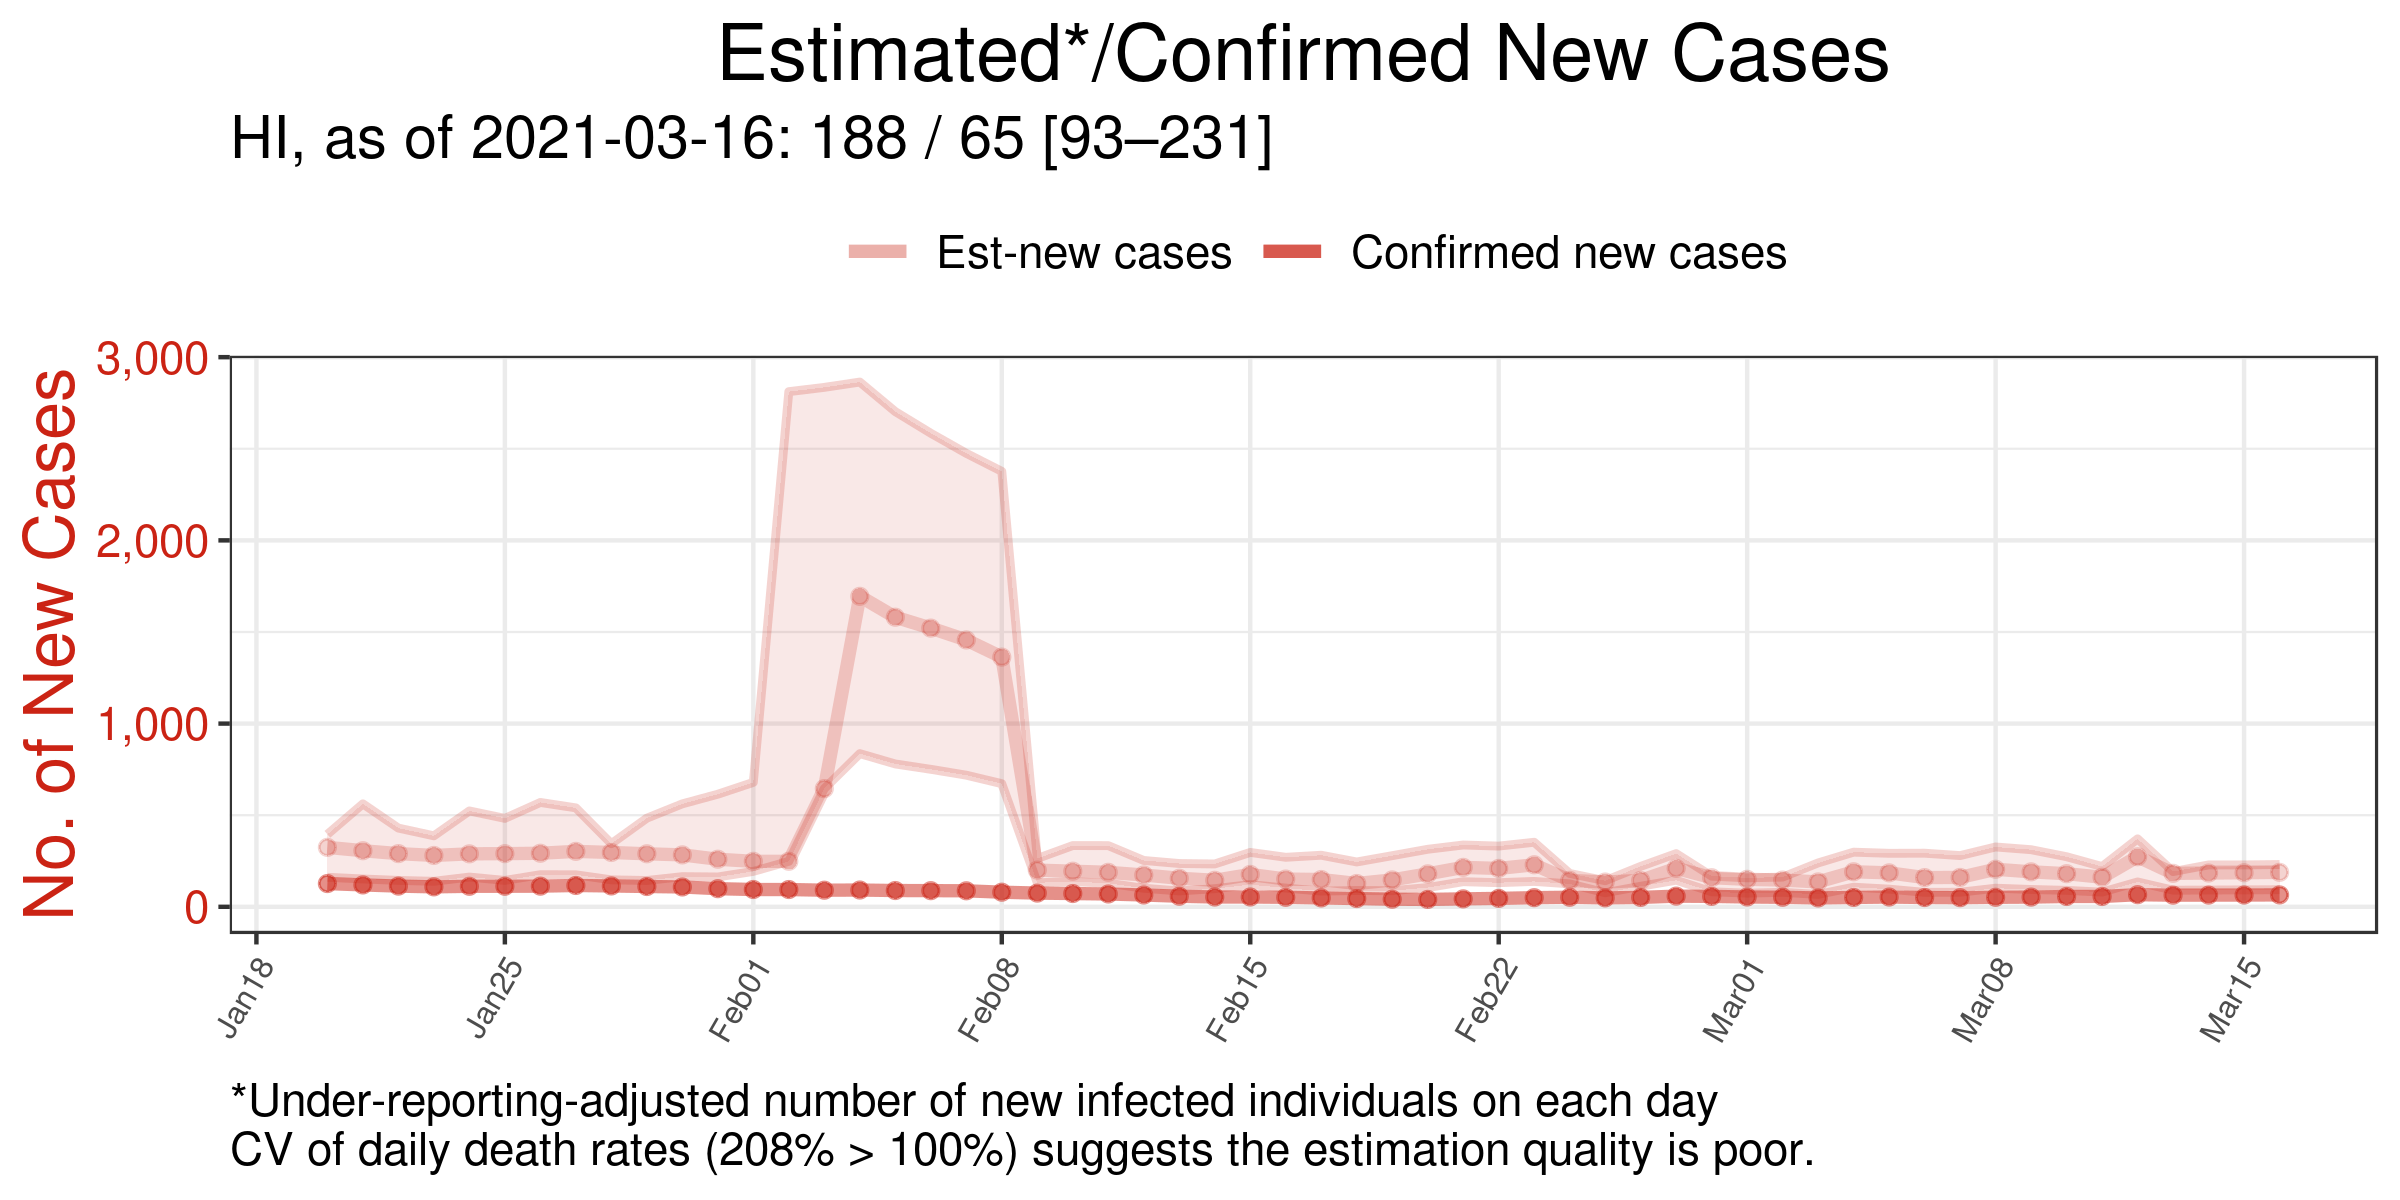 Estimated*/Confirmed New Cases
HI, as of 2021-03-16: 188 / 65 [93–231]
Est-new cases Confirmed new cases
No. of New Cases
3,000
2,000
1,000
0
Jan18 Jan25 Feb01 Feb08 Feb15 Feb22 Mar01 Mar08 Mar15
*Under-reporting-adjusted number of new infected individuals on each day
CV of daily death rates (208% > 100%) suggests the estimation quality is poor.